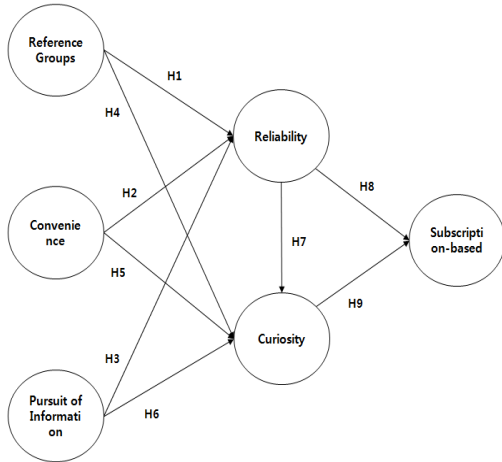 Reference
Groups
H1
H4
Reliability
H2
H8
Convenie
nce
H7
Subscripti
on-based
H5
H9
H3
Curiosity
Pursuit of
Informati
on
H6